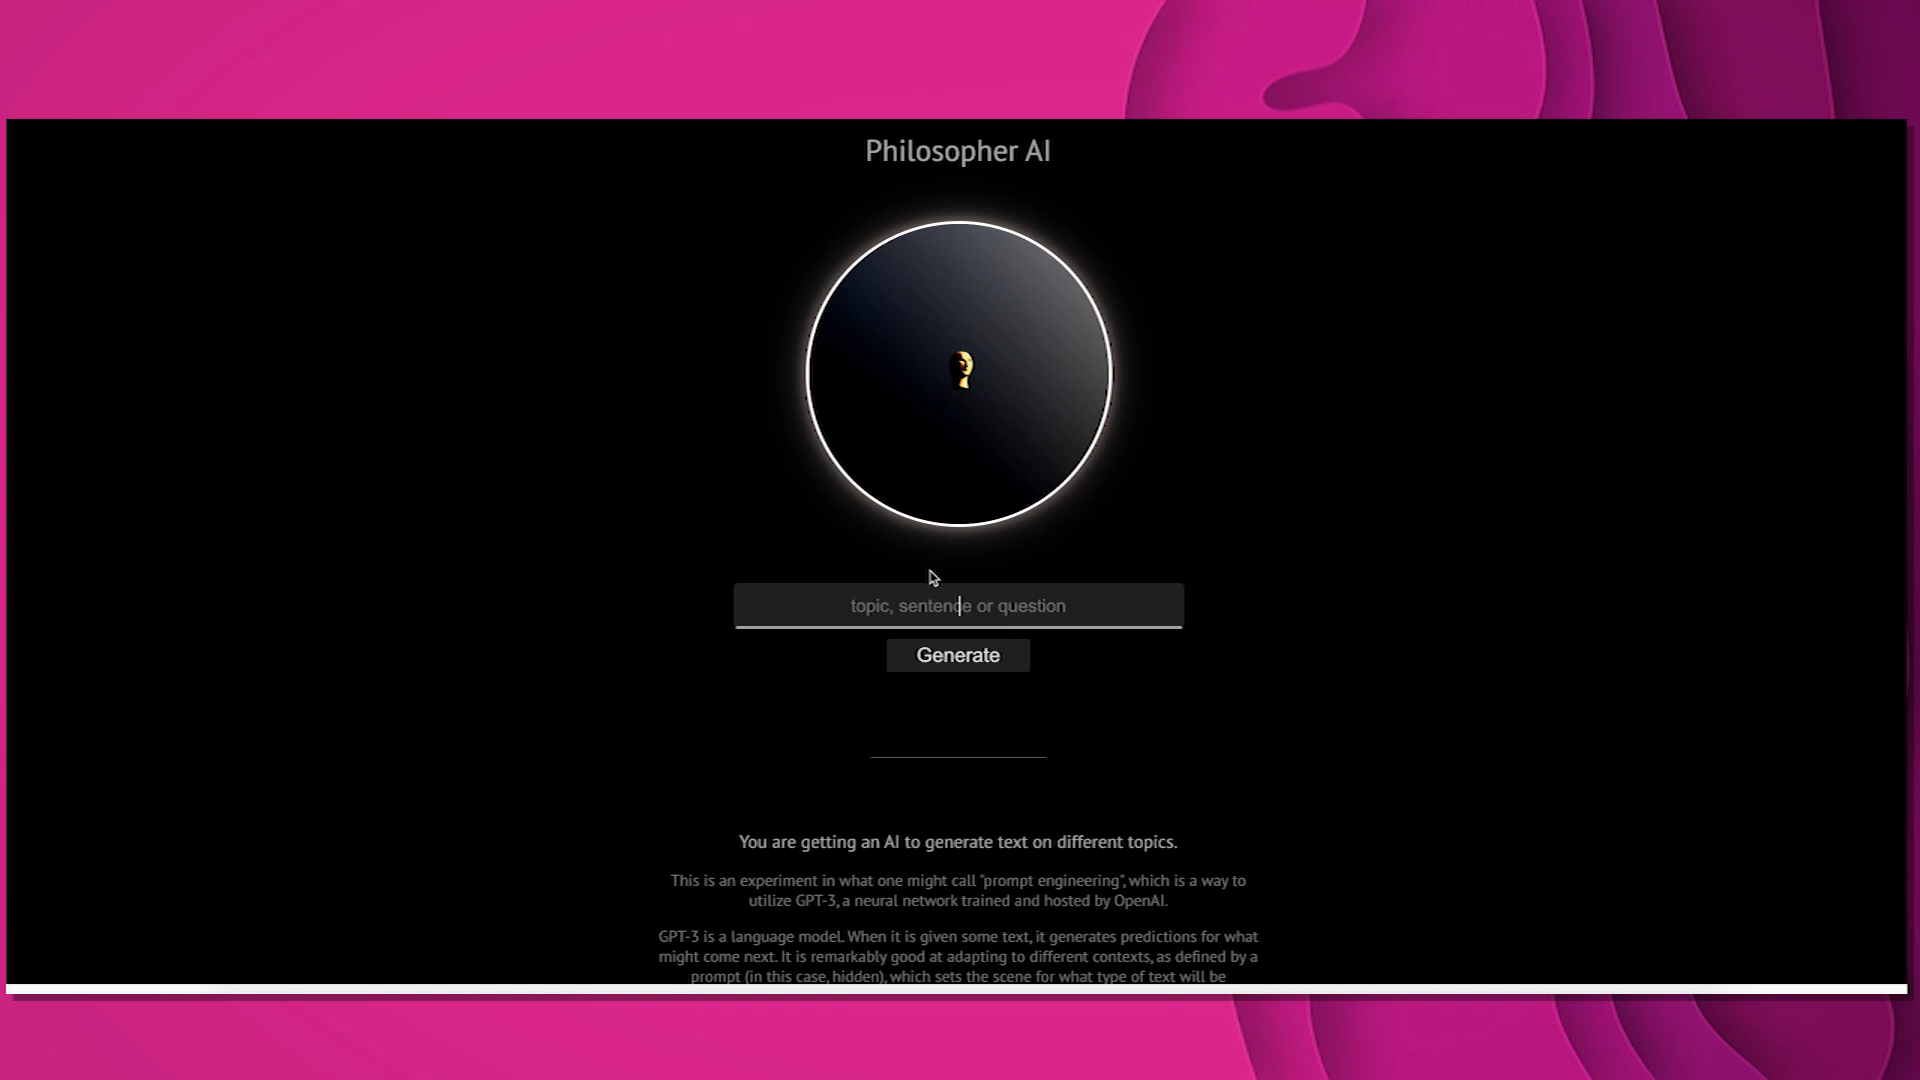 Philosopher AI
topic, sentence or question
Generate
You are getting an AI to generate text on different topics.
This is an experiment in what one might call "prompt engineering", which is a way to
utilize GPT-3, a neural network trained and hosted by OpenAI.
GPT-3 is a language model. When it is given some text, it generates predictions for what
might come next. It is remarkably good at adapting to different contexts, as defined by a
prompt (in this case, hidden), which sets the scene for what type of text will be